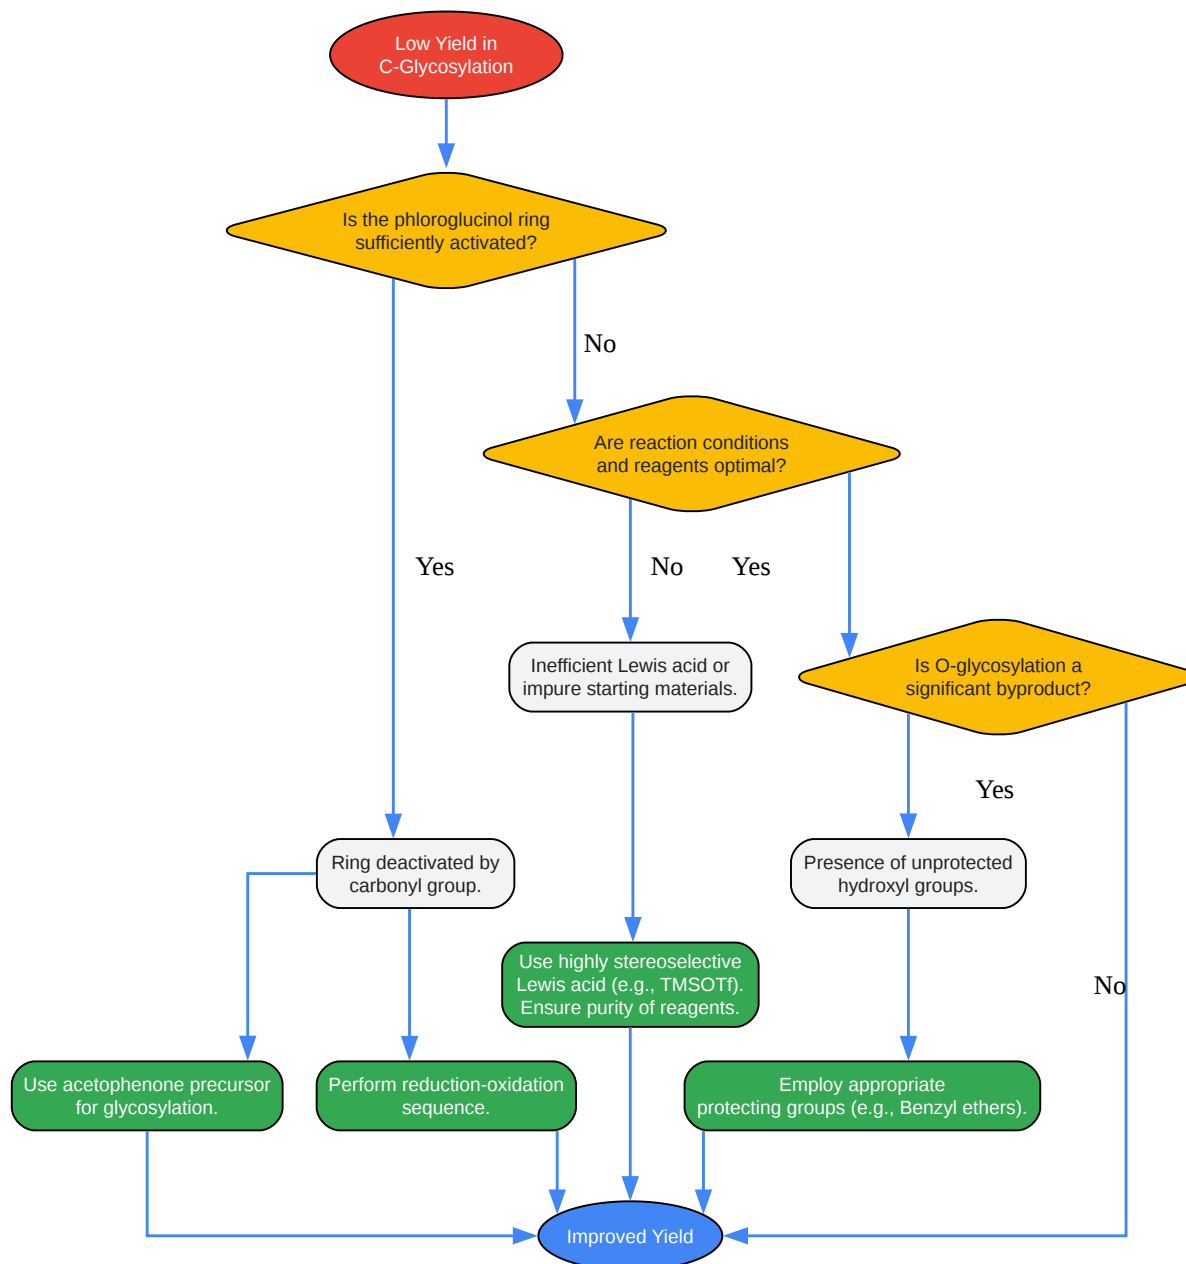 Low Yield in
C-Glycosylation
Is the phloroglucinol ring
sufficiently activated?
No
Are reaction conditions
and reagents optimal?
Yes
No
Yes
Inefficient Lewis acid or
impure starting materials.
Is O-glycosylation a
significant byproduct?
Yes
Ring deactivated by
carbonyl group.
Presence of unprotected
hydroxyl groups.
Use highly stereoselective
Lewis acid (e.g., TMSOTf).
Ensure purity of reagents.
No
Use acetophenone precursor
for glycosylation.
Perform reduction-oxidation
sequence.
Employ appropriate
protecting groups (e.g., Benzyl ethers).
Improved Yield